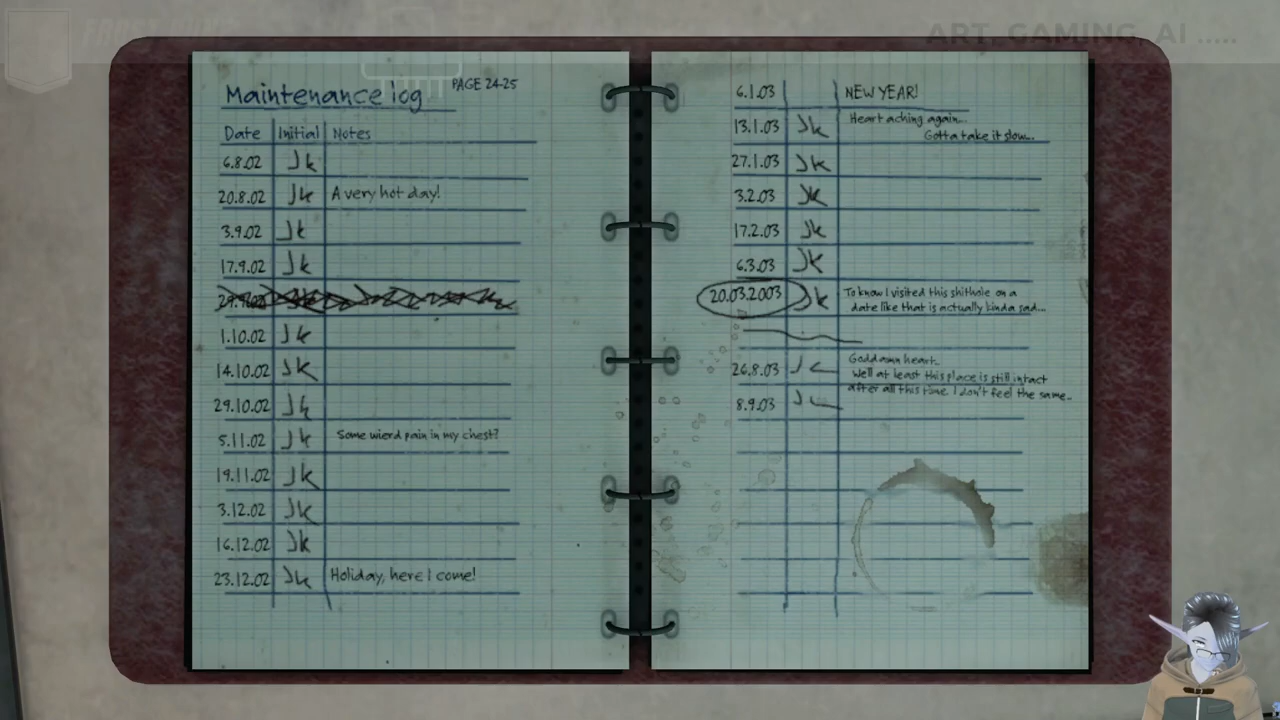 ART, GAMING, AI .....
Maintenance log PAGE 24-25
Date Initial Notes
6.8.02 Jk
20.8.02 Jk A very hot day!
3.9.02 Jk
17.9.02 Jk
1.10.02 Jk
14.10.02 Jk
29.10.02 Jk
5.11.02 Jk Some wierd pain in my chest?
19.11.02 Jk
3.12.02 Jk
16.12.02 Jk
23.12.02 Jk Holiday, here I come!
6.1.03 NEW YEAR!
13.1.03 Jk Heart aching again...
Gotta take it slow...
27.1.03 Jk
3.2.03 Jk
17.2.03 Jk
6.3.03 Jk
20.03.2003 Jk To know I visited this shithole on a
date like that is actually kinda sad...
26.8.03 Goddamn heart..
Well at least this place is still intact
after all this time. I don't feel the same..
8.9.03